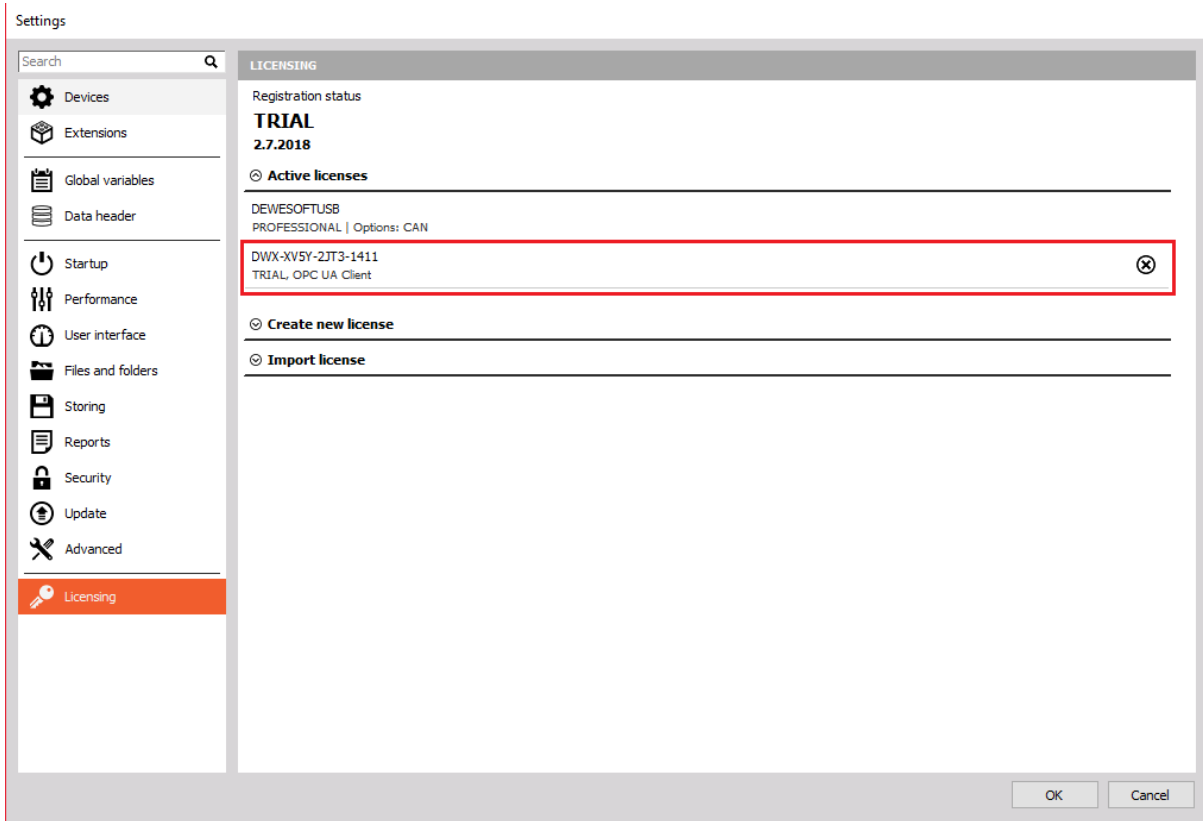 Settings
Search
Devices
Extensions
Global variables
Data header
Startup
Performance
User interface
Files and folders
Storing
Reports
Security
Update
Advanced
Licensing
LICENSING
Registration status
TRIAL
2.7.2018
Active licenses
DEWESOFTUSB
PROFESSIONAL | Options: CAN
DWX-XV5Y-2JT3-1411
TRIAL, OPC UA Client
Create new license
Import license
OK
Cancel